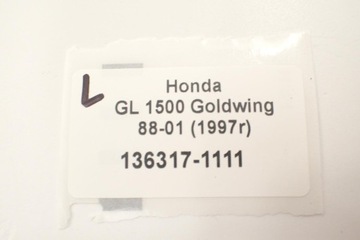 L
Honda
GL 1500 Goldwing
88-01 (1997r)
136317-1111